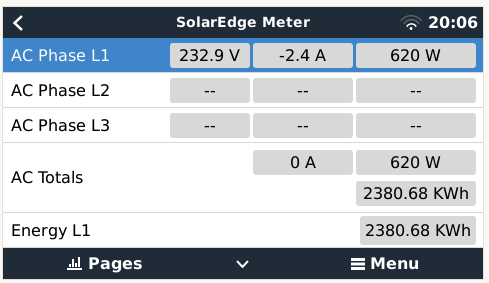 SolarEdge Meter 20:06
AC Phase L1 232.9 V -2.4 A 620 W
AC Phase L2 -- -- --
AC Phase L3 -- -- --
AC Totals 0 A 620 W
2380.68 KWh
Energy L1 2380.68 KWh
Pages Menu